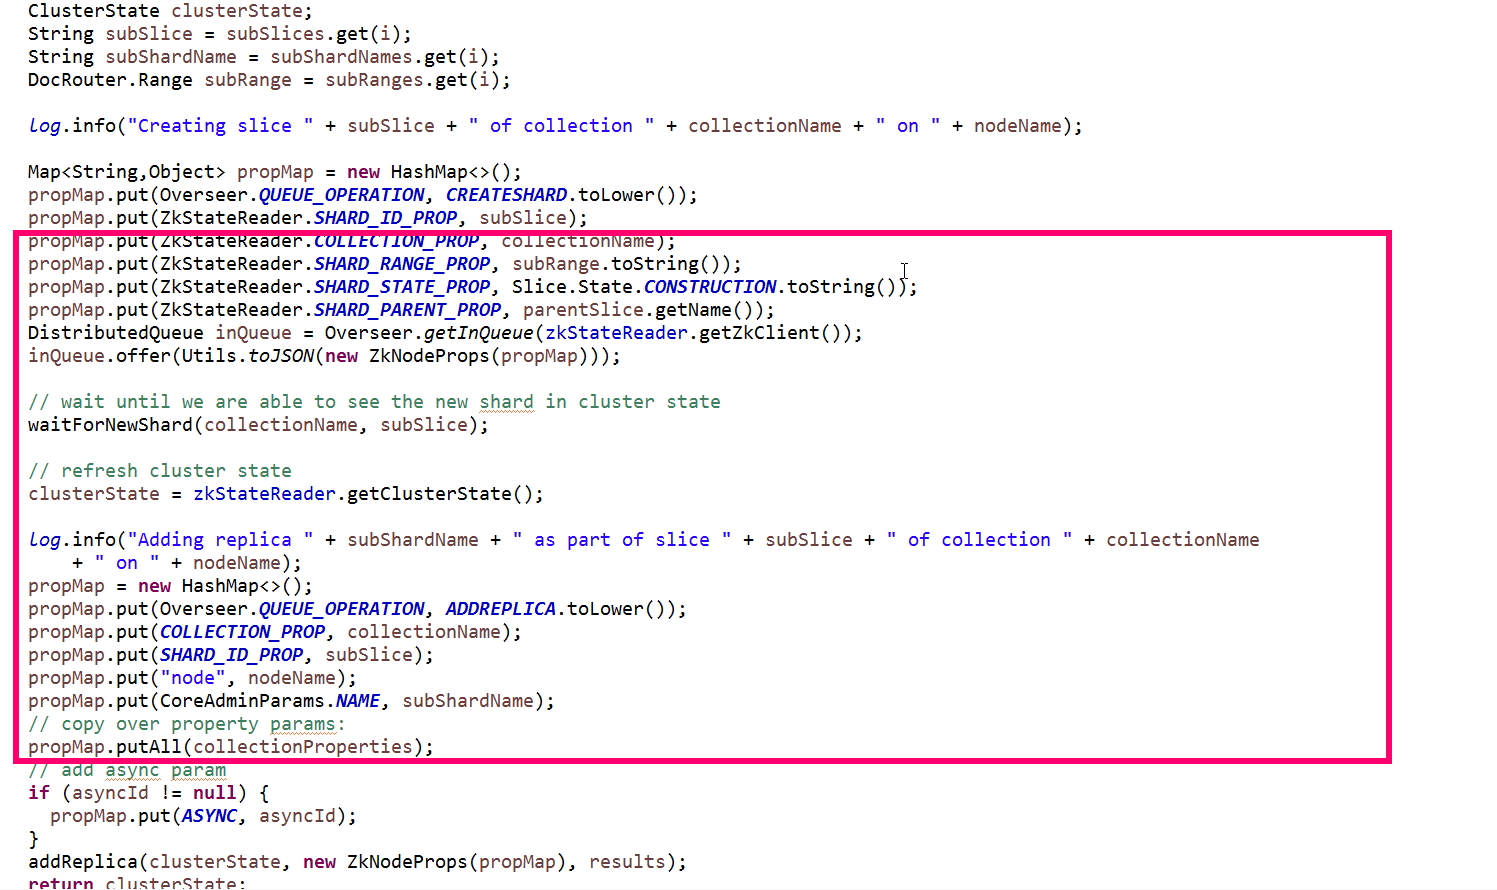 ClusterState clusterState;
String subSlice = subSlices.get(i);
String subShardName = subShardNames.get(i);
DocRouter.Range subRange = subRanges.get(i);
log.info("Creating slice " + subSlice + " of collection " + collectionName + " on " + nodeName);
Map<String,Object> propMap = new HashMap<>();
propMap.put(Overseer.QUEUE_OPERATION, CREATESHARD.toLower());
propMap.put(ZkStateReader.SHARD_ID_PROP, subSlice);
propMap.put(ZkStateReader.COLLECTION_PROP, collectionName);
propMap.put(ZkStateReader.SHARD_RANGE_PROP, subRange.toString());
propMap.put(ZkStateReader.SHARD_STATE_PROP, Slice.State.CONSTRUCTION.toString());
propMap.put(ZkStateReader.SHARD_PARENT_PROP, parentSlice.getName());
DistributedQueue inQueue = Overseer.getInQueue(zkStateReader.getZkClient());
inQueue.offer(Utils.toJSON(new ZkNodeProps(propMap)));
// wait until we are able to see the new shard in cluster state
waitForNewShard(collectionName, subSlice);
// refresh cluster state
clusterState = zkStateReader.getClusterState();
log.info("Adding replica " + subShardName + " as part of slice " + subSlice + " of collection " + collectionName
+ " on " + nodeName);
propMap = new HashMap<>();
propMap.put(Overseer.QUEUE_OPERATION, ADDREPLICA.toLower());
propMap.put(COLLECTION_PROP, collectionName);
propMap.put(SHARD_ID_PROP, subSlice);
propMap.put("node", nodeName);
propMap.put(CoreAdminParams.NAME, subShardName);
// copy over property params:
propMap.putAll(collectionProperties);
// add async param
if (asyncId != null) {
propMap.put(ASYNC, asyncId);
}
addReplica(clusterState, new ZkNodeProps(propMap), results);
return clusterState;